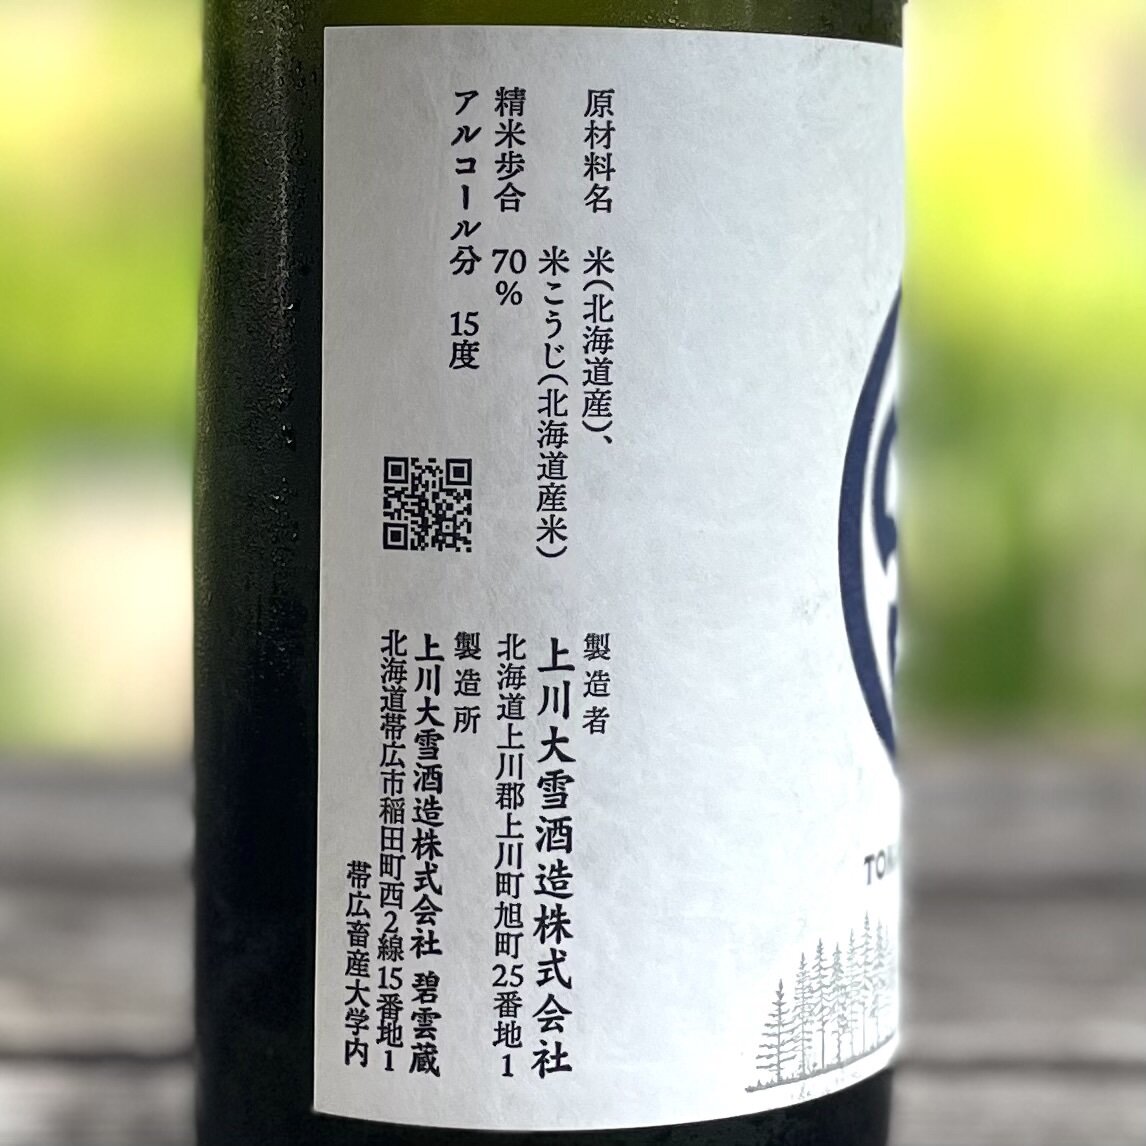 原材料名　米(北海道産)、
米こうじ(北海道産米)
精米歩合　70%
アルコール分　15度
製造者
上川大雪酒造株式会社
北海道上川郡上川町旭町25番地1
製造所
上川大雪酒造株式会社 碧雲蔵
北海道帯広市稲田町西2線15番地1
帯広畜産大学内